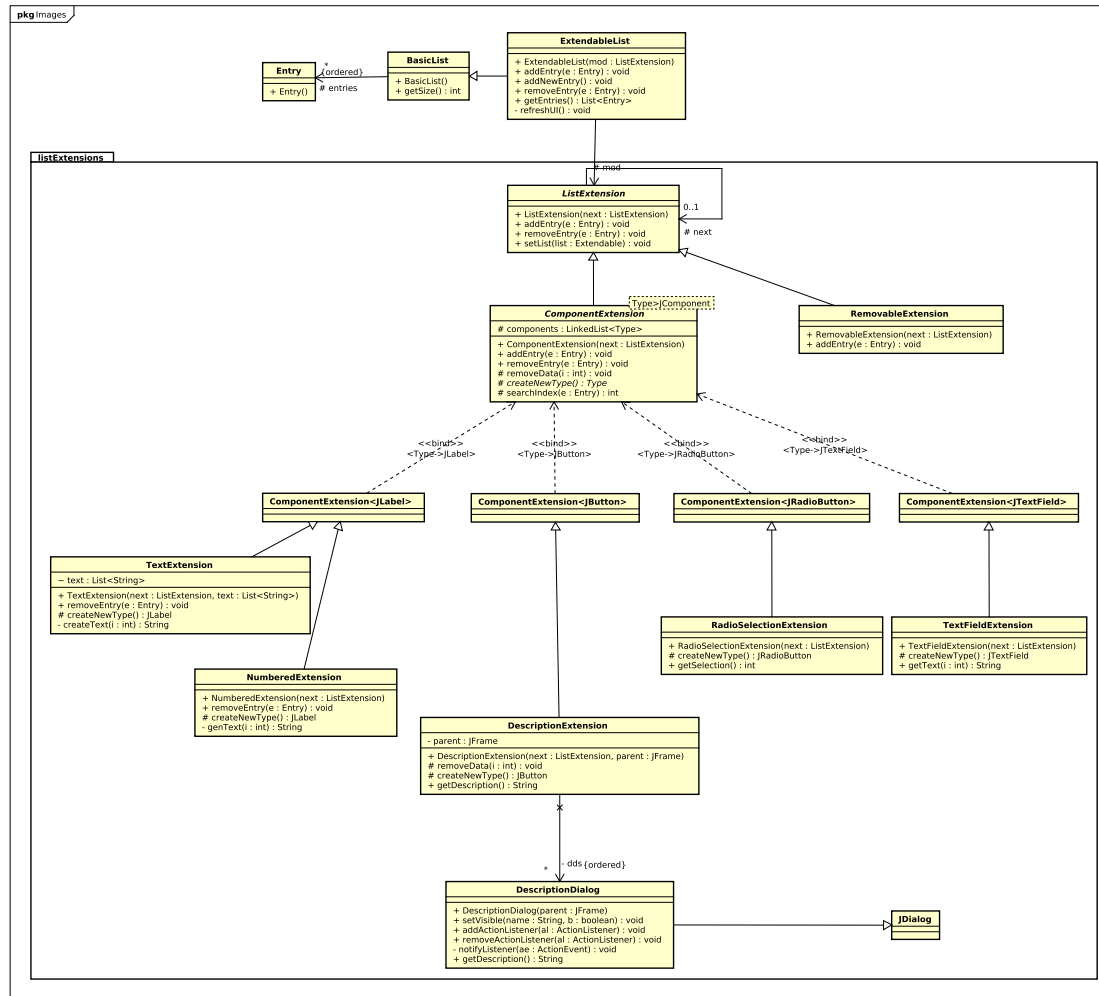 pkg Images
ExtendableList
+ ExtendableList(mod : ListExtension)
+ addEntry(e : Entry) : void
+ addNewEntry() : void
+ removeEntry(e : Entry) : void
+ getEntries() : List<Entry>
- refreshUI() : void
BasicList
+ BasicList()
+ getSize() : int
*
{ordered}
# entries
Entry
+ Entry()
listExtensions
# mod
ListExtension
+ ListExtension(next : ListExtension)
+ addEntry(e : Entry) : void
+ removeEntry(e : Entry) : void
+ setList(list : Extendable) : void
0..1
# next
Type>JComponent
ComponentExtension
# components : LinkedList<Type>
+ ComponentExtension(next : ListExtension)
+ addEntry(e : Entry) : void
+ removeEntry(e : Entry) : void
# removeData(i : int) : void
# createNewType() : Type
# searchIndex(e : Entry) : int
RemovableExtension
+ RemovableExtension(next : ListExtension)
+ addEntry(e : Entry) : void
<<bind>>
<Type->JLabel>
<<bind>>
<Type->JButton>
<<bind>>
<Type->JRadioButton>
<<bind>>
<Type->JTextField>
ComponentExtension<JLabel>
ComponentExtension<JButton>
ComponentExtension<JRadioButton>
ComponentExtension<JTextField>
TextExtension
~ text : List<String>
+ TextExtension(next : ListExtension, text : List<String>)
+ removeEntry(e : Entry) : void
# createNewType() : JLabel
- createText(i : int) : String
RadioSelectionExtension
+ RadioSelectionExtension(next : ListExtension)
# createNewType() : JRadioButton
+ getSelection() : int
TextFieldExtension
+ TextFieldExtension(next : ListExtension)
# createNewType() : JTextField
+ getText(i : int) : String
NumberedExtension
+ NumberedExtension(next : ListExtension)
+ removeEntry(e : Entry) : void
# createNewType() : JLabel
- genText(i : int) : String
DescriptionExtension
- parent : JFrame
+ DescriptionExtension(next : ListExtension, parent : JFrame)
# removeData(i : int) : void
# createNewType() : JButton
+ getDescription() : String
*
- dds {ordered}
DescriptionDialog
+ DescriptionDialog(parent : JFrame)
+ setVisible(name : String, b : boolean) : void
+ addActionListener(al : ActionListener) : void
+ removeActionListener(al : ActionListener) : void
- notifyListener(ae : ActionEvent) : void
+ getDescription() : String
JDialog